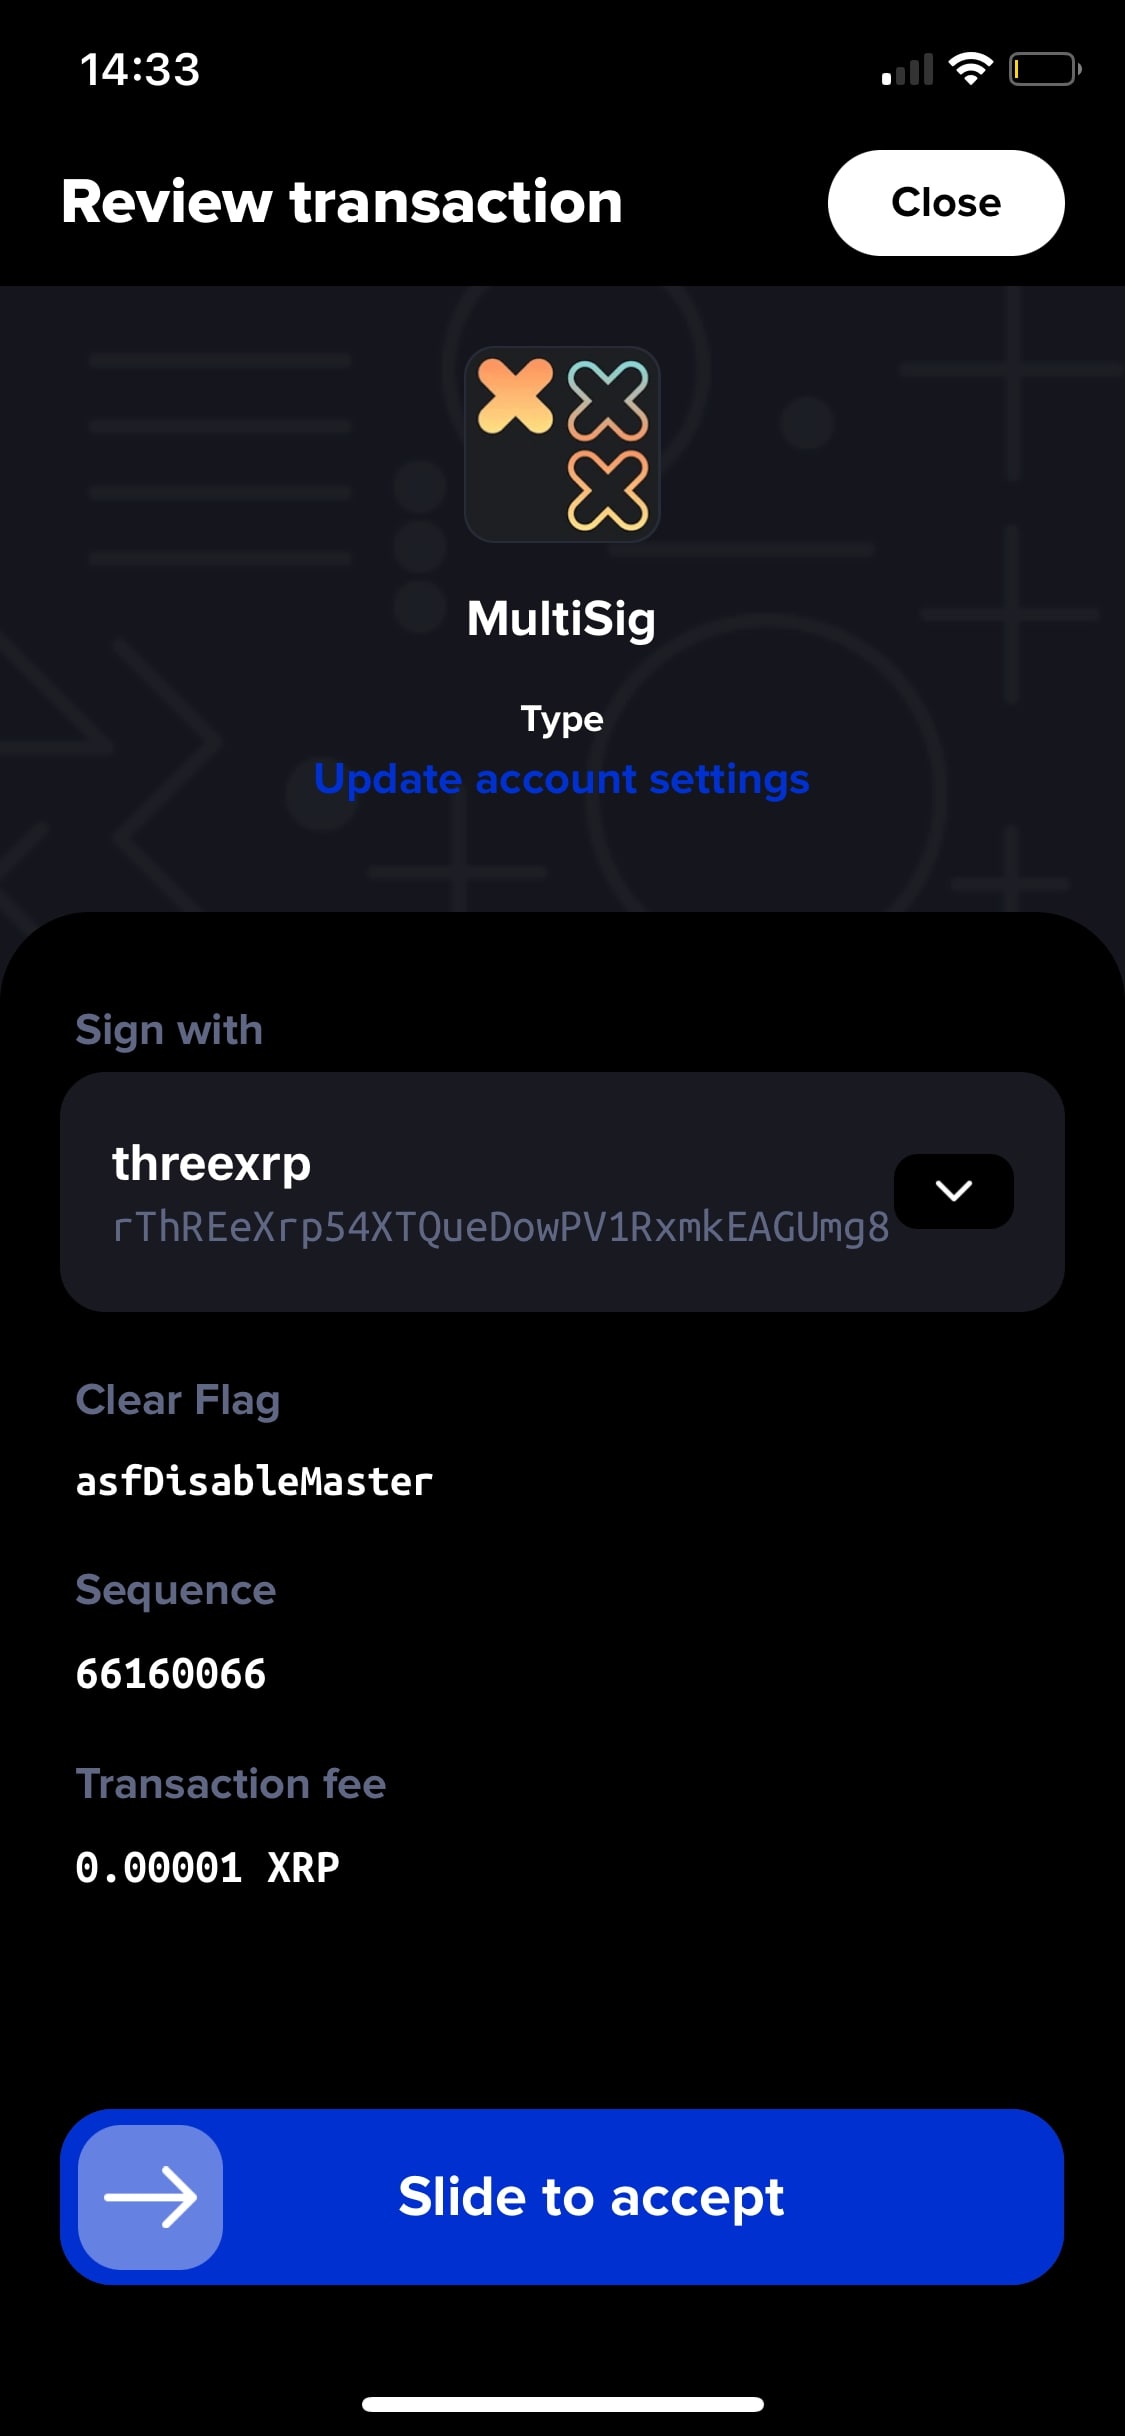 14:33
Review transaction
Close
MultiSig
Type
Update account settings
Sign with
threexrp
rThREeXrp54XTQueDowPV1RxmkEAGUmg8
Clear Flag
asfDisableMaster
Sequence
66160066
Transaction fee
0.00001 XRP
Slide to accept